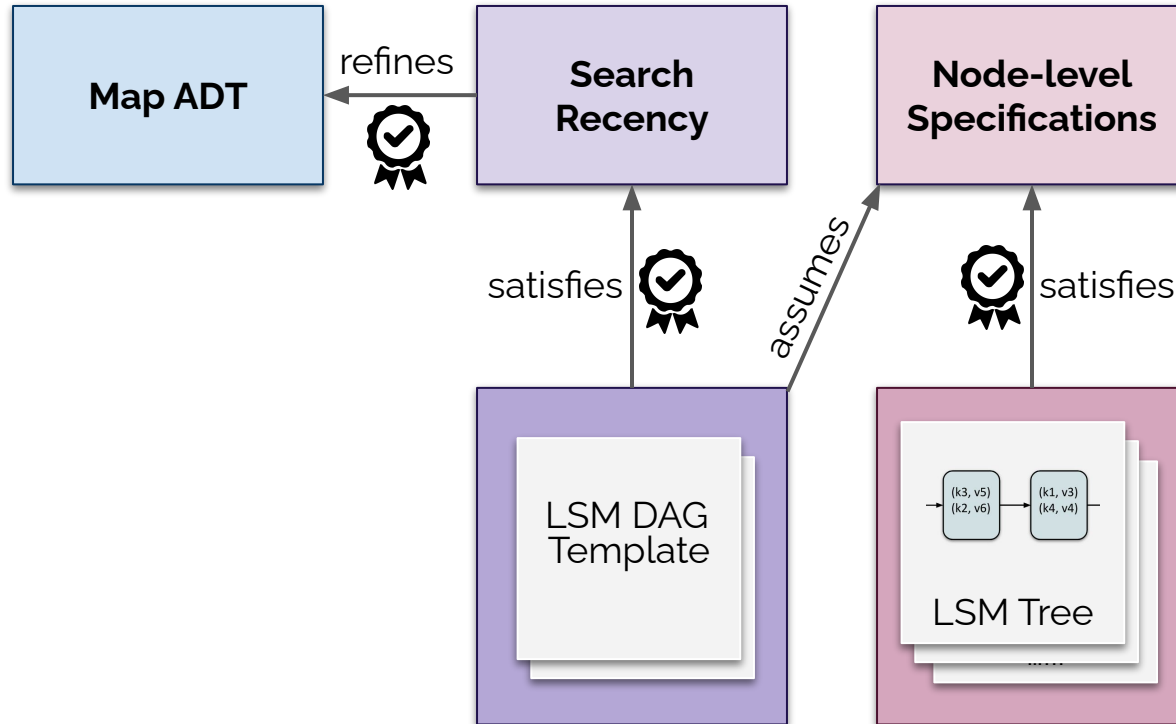 Map ADT
refines
Search
Recency
Node-level
Specifications
satisfies
assumes
satisfies
LSM DAG
Template
(k3, v5)
(k2, v6)
(k1, v3)
(k4, v4)
LSM Tree